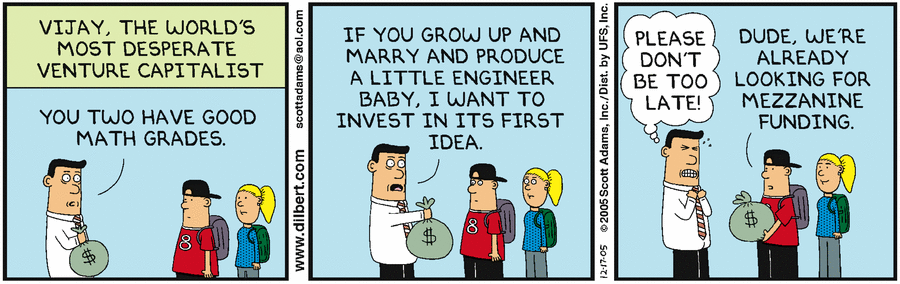 VIJAY, THE WORLD'S
MOST DESPERATE
VENTURE CAPITALIST
YOU TWO HAVE GOOD
MATH GRADES.
$
8
www.dilbert.com
scottadams@aol.com
IF YOU GROW UP AND
MARRY AND PRODUCE
A LITTLE ENGINEER
BABY, I WANT TO
INVEST IN ITS FIRST
IDEA.
$
8
12-17-05 ©2005 Scott Adams, Inc./Dist. by UFS, Inc.
PLEASE
DON'T
BE TOO
LATE!
DUDE, WE'RE
ALREADY
LOOKING FOR
MEZZANINE
FUNDING.
$